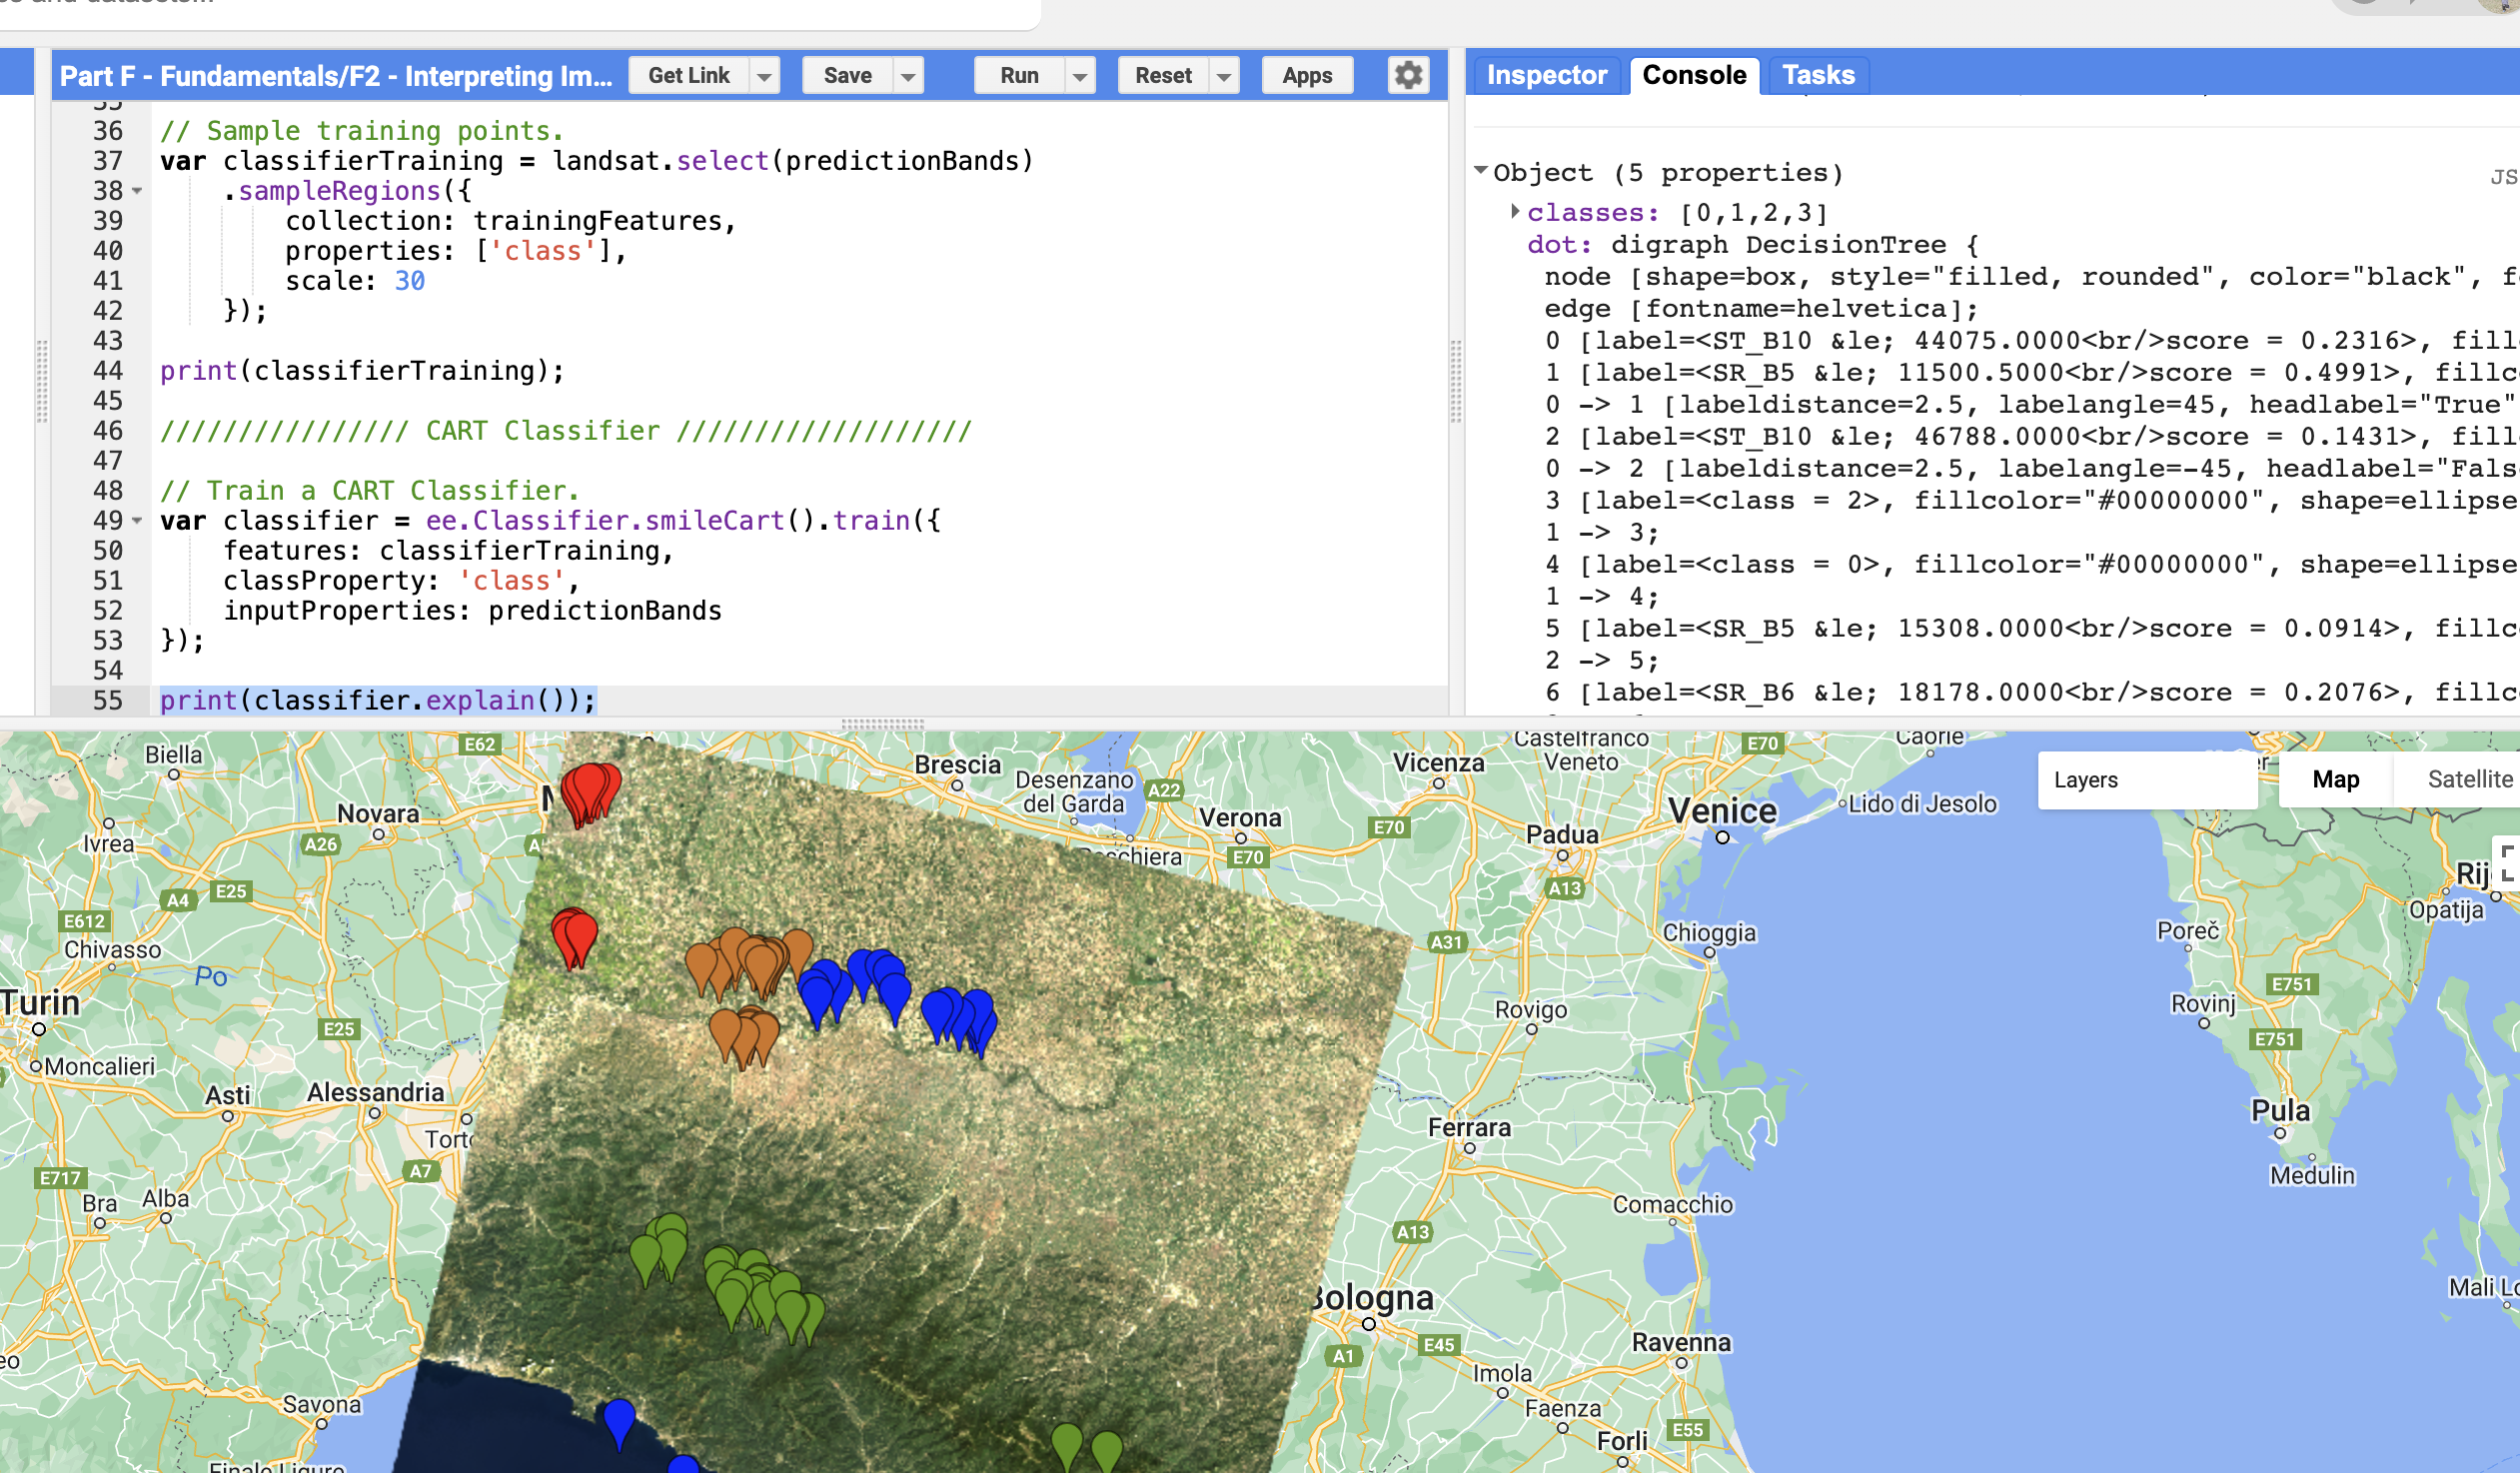 Part F - Fundamentals/F2 - Interpreting Im...
Get Link
Save
Run
Reset
Apps
36 // Sample training points.
37 var classifierTraining = landsat.select(predictionBands)
38 .sampleRegions({
39 collection: trainingFeatures,
40 properties: ['class'],
41 scale: 30
42 });
43
44 print(classifierTraining);
45
46 //////////////// CART Classifier ///////////////////
47
48 // Train a CART Classifier.
49 var classifier = ee.Classifier.smileCart().train({
50 features: classifierTraining,
51 classProperty: 'class',
52 inputProperties: predictionBands
53 });
54
55 print(classifier.explain());
Inspector
Console
Tasks
Object (5 properties)
JS
classes: [0,1,2,3]
dot: digraph DecisionTree {
node [shape=box, style="filled, rounded", color="black", f
edge [fontname=helvetica];
0 [label=<ST_B10 &le; 44075.0000<br/>score = 0.2316>, fill
1 [label=<SR_B5 &le; 11500.5000<br/>score = 0.4991>, fillc
0 -> 1 [labeldistance=2.5, labelangle=45, headlabel="True"
2 [label=<ST_B10 &le; 46788.0000<br/>score = 0.1431>, fill
0 -> 2 [labeldistance=2.5, labelangle=-45, headlabel="Fals
3 [label=<class = 2>, fillcolor="#00000000", shape=ellipse
1 -> 3;
4 [label=<class = 0>, fillcolor="#00000000", shape=ellipse
1 -> 4;
5 [label=<SR_B5 &le; 15308.0000<br/>score = 0.0914>, fillc
2 -> 5;
6 [label=<SR_B6 &le; 18178.0000<br/>score = 0.2076>, fillc
Layers
Map
Satellite
E62
Biella
Brescia
Desenzano
del Garda
A22
Vicenza
Castelfranco
Veneto
E70
Caorle
Novara
Verona
E70
Venice
Lido di Jesolo
Ivrea
A26
E70
Padua
A4
E25
A13
Rij
Opatija
E612
Chivasso
A31
Chioggia
Poreč
Po
Turin
E25
Rovigo
E751
Rovinj
E751
Moncalieri
Asti
Alessandria
Ferrara
Pula
Medulin
A7
E717
Bra
Alba
Comacchio
A13
Mali
Bologna
A1
E45
Ravenna
Imola
Savona
Faenza
E55
Forli
Finale Ligure